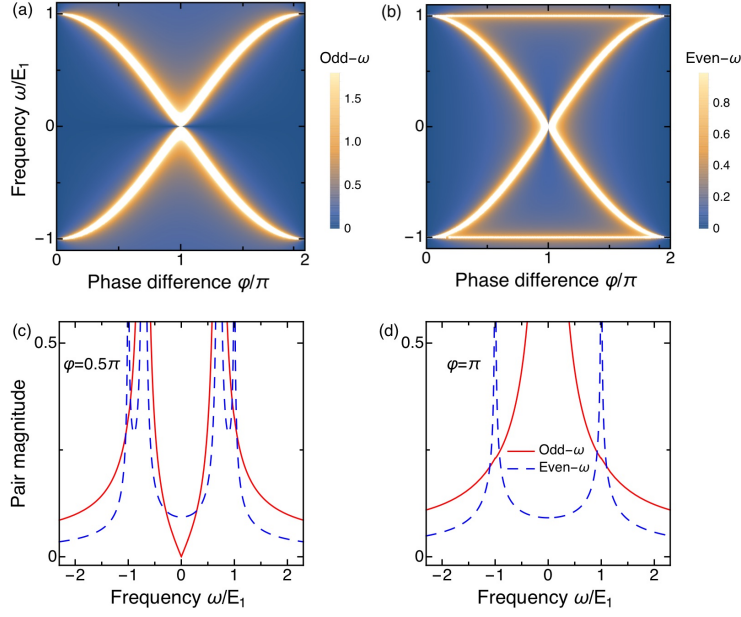 (a)
Frequency ω/E₁
1
0
−1
0
1
2
Phase difference φ/π
Odd−ω
1.5
1.0
0.5
0
(b)
1
0
−1
0
1
2
Phase difference φ/π
Even−ω
0.8
0.6
0.4
0.2
0
(c)
Pair magnitude
0.5
0
φ=0.5π
−2
−1
0
1
2
Frequency ω/E₁
(d)
0.5
0
φ=π
Odd−ω
Even−ω
−2
−1
0
1
2
Frequency ω/E₁